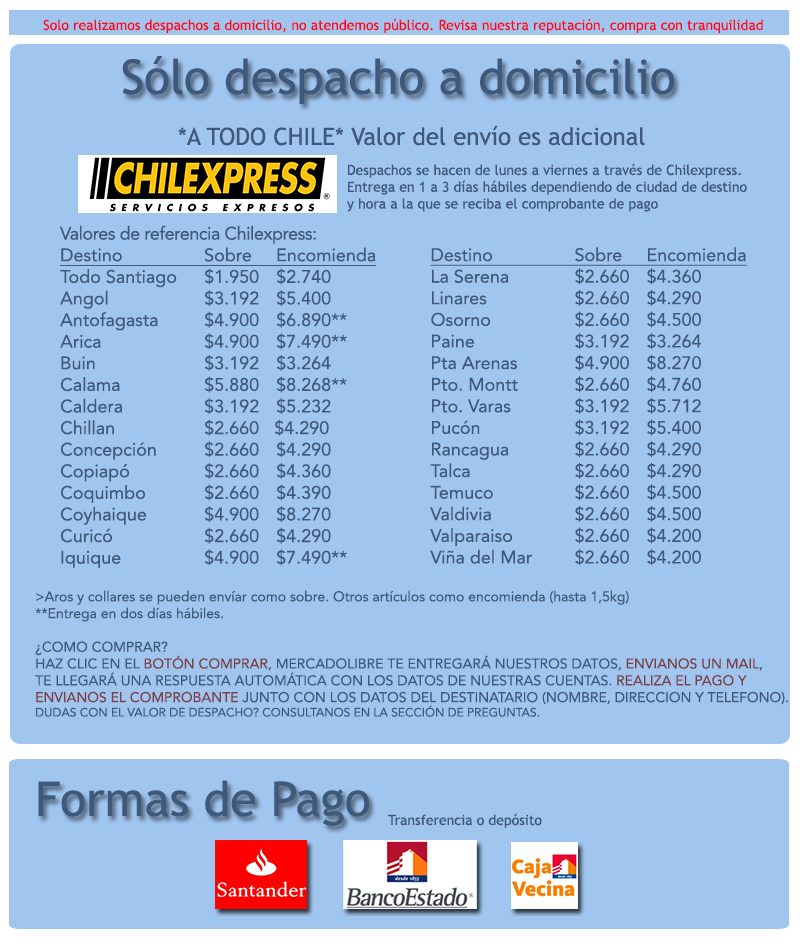 Solo realizamos despachos a domicilio, no atendemos público. Revisa nuestra reputación, compra con tranquilidad
Sólo despacho a domicilio
*A TODO CHILE* Valor del envío es adicional
CHILEXPRESS®
SERVICIOS EXPRESOS
Despachos se hacen de lunes a viernes a través de Chilexpress.
Entrega en 1 a 3 días hábiles dependiendo de ciudad de destino
y hora a la que se reciba el comprobante de pago
Valores de referencia Chilexpress:
Destino Sobre Encomienda
Todo Santiago $1.950 $2.740
Angol $3.192 $5.400
Antofagasta $4.900 $6.890**
Arica $4.900 $7.490**
Buin $3.192 $3.264
Calama $5.880 $8.268**
Caldera $3.192 $5.232
Chillan $2.660 $4.290
Concepción $2.660 $4.290
Copiapó $2.660 $4.360
Coquimbo $2.660 $4.390
Coyhaique $4.900 $8.270
Curicó $2.660 $4.290
Iquique $4.900 $7.490**
Destino Sobre Encomienda
La Serena $2.660 $4.360
Linares $2.660 $4.290
Osorno $2.660 $4.500
Paine $3.192 $3.264
Pta Arenas $4.900 $8.270
Pto. Montt $2.660 $4.760
Pto. Varas $3.192 $5.712
Pucón $3.192 $5.400
Rancagua $2.660 $4.290
Talca $2.660 $4.290
Temuco $2.660 $4.500
Valdivia $2.660 $4.500
Valparaiso $2.660 $4.200
Viña del Mar $2.660 $4.200
>Aros y collares se pueden envíar como sobre. Otros artículos como encomienda (hasta 1,5kg)
**Entrega en dos días hábiles.
¿COMO COMPRAR?
HAZ CLIC EN EL BOTÓN COMPRAR, MERCADOLIBRE TE ENTREGARÁ NUESTROS DATOS, ENVIANOS UN MAIL,
TE LLEGARÁ UNA RESPUESTA AUTOMÁTICA CON LOS DATOS DE NUESTRAS CUENTAS. REALIZA EL PAGO Y
ENVIANOS EL COMPROBANTE JUNTO CON LOS DATOS DEL DESTINATARIO (NOMBRE, DIRECCION Y TELEFONO).
DUDAS CON EL VALOR DE DESPACHO? CONSULTANOS EN LA SECCIÓN DE PREGUNTAS.
Formas de Pago
Transferencia o depósito
Santander
desde 1855
BancoEstado®
Caja
Vecina